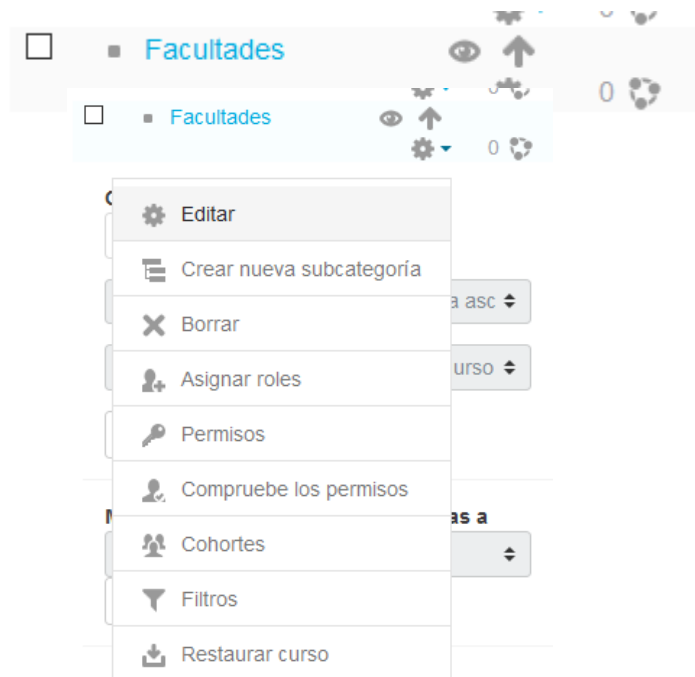 Facultades
0
Facultades
0
Editar
Crear nueva subcategoría
a asc
Borrar
urso
Asignar roles
Permisos
Compruebe los permisos
as a
Cohortes
Filtros
Restaurar curso